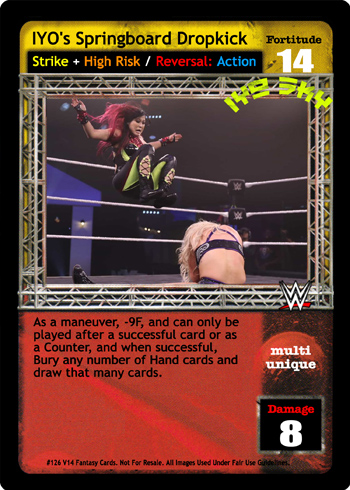 IYO's Springboard Dropkick
Fortitude
14
Strike + High Risk / Reversal: Action
IYO SKY
W
As a maneuver, -9F, and can only be
played after a successful card or as
a Counter, and when successful,
Bury any number of Hand cards and
draw that many cards.
multi
unique
Damage
8
#126 V14 Fantasy Cards. Not For Resale. All Images Used Under Fair Use Guidelines.